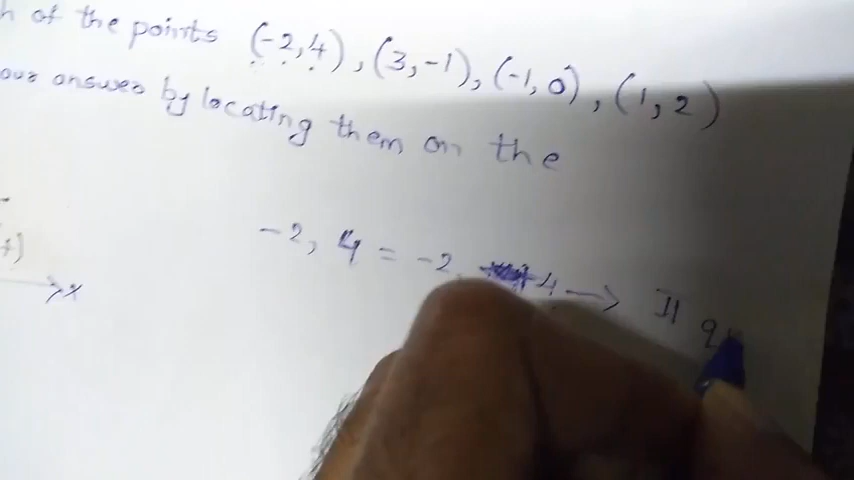 of the points (-2,4), (3,-1), (-1,0), (1,2)
answer by locating them on the
-2, 4 = -2, +4 → II
+)
x